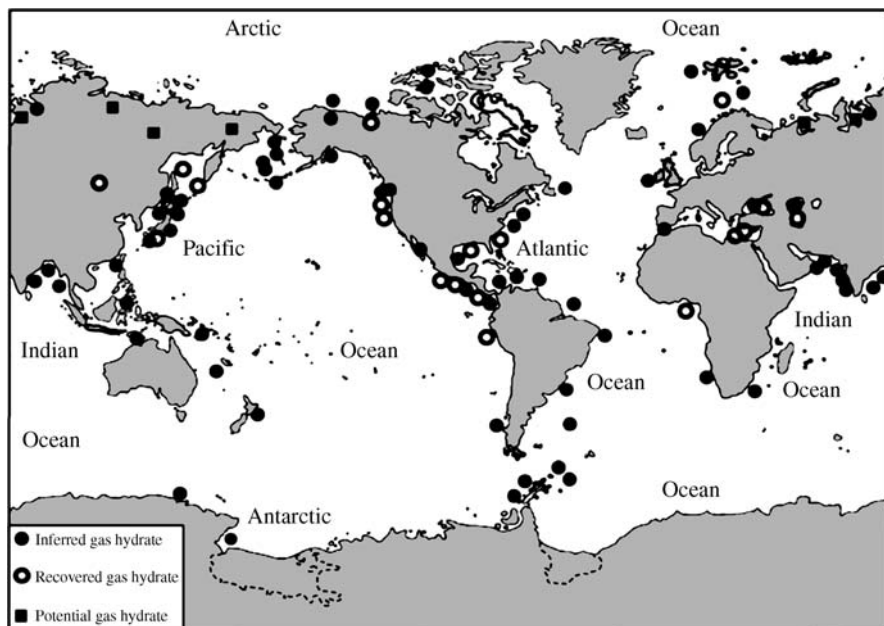 Arctic
Ocean
Pacific
Atlantic
Indian
Ocean
Indian
Ocean
Ocean
Ocean
Ocean
Antarctic
Inferred gas hydrate
Recovered gas hydrate
Potential gas hydrate